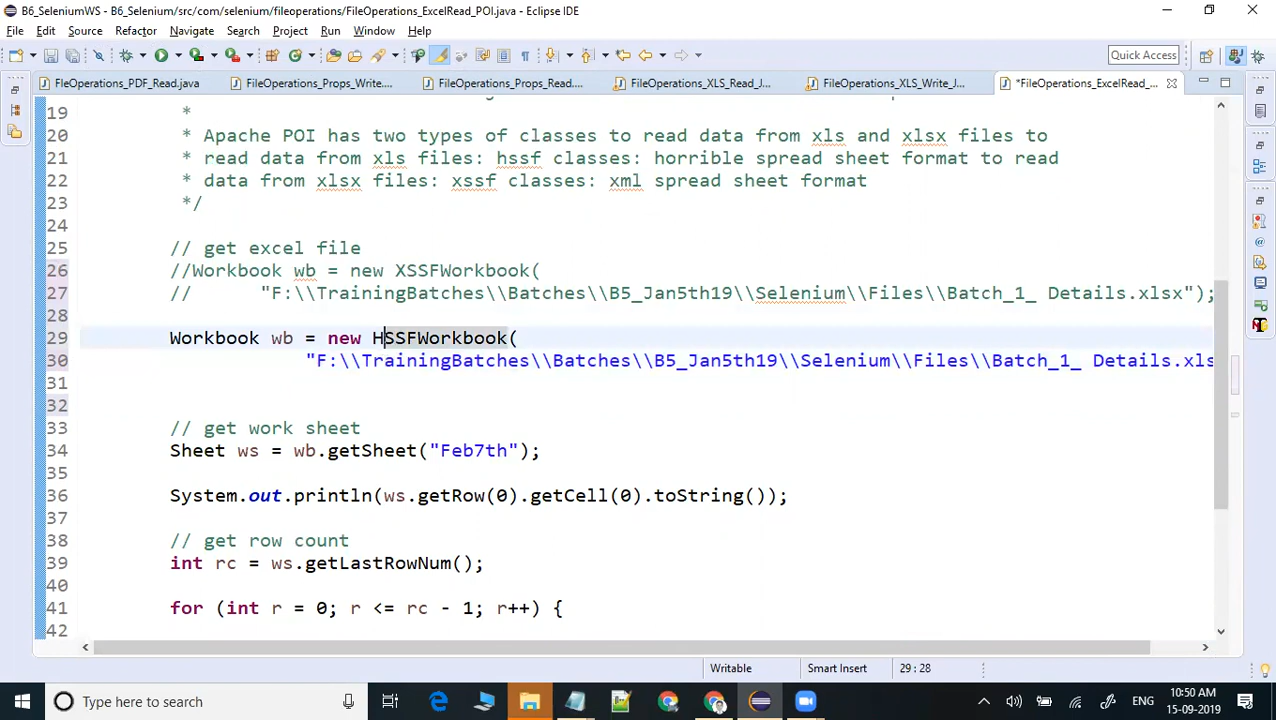 B6_SeleniumWS - B6_Selenium/src/com/selenium/fileoperations/FileOperations_ExcelRead_POI.java - Eclipse IDE
File Edit Source Refactor Navigate Search Project Run Window Help
Quick Access
FleOperations_PDF_Read.java FileOperations_Props_Write.... FileOperations_Props_Read.... FileOperations_XLS_Read_J... FileOperations_XLS_Write_J... *FileOperations_ExcelRead_...
19 *
20 * Apache POI has two types of classes to read data from xls and xlsx files to
21 * read data from xls files: hssf classes: horrible spread sheet format to read
22 * data from xlsx files: xssf classes: xml spread sheet format
23 */
24
25 // get excel file
26 //Workbook wb = new XSSFWorkbook(
27 // "F:\\TrainingBatches\\Batches\\B5_Jan5th19\\Selenium\\Files\\Batch_1_ Details.xlsx");
28
29 Workbook wb = new HSSFWorkbook(
30 "F:\\TrainingBatches\\Batches\\B5_Jan5th19\\Selenium\\Files\\Batch_1_ Details.xls
31
32
33 // get work sheet
34 Sheet ws = wb.getSheet("Feb7th");
35
36 System.out.println(ws.getRow(0).getCell(0).toString());
37
38 // get row count
39 int rc = ws.getLastRowNum();
40
41 for (int r = 0; r <= rc - 1; r++) {
42
Writable Smart Insert 29 : 28
Type here to search
ENG
10:50 AM
15-09-2019